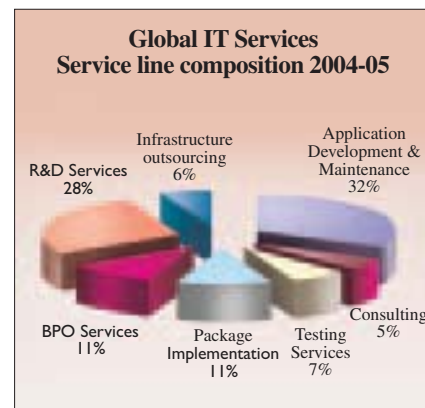 Global IT Services
Service line composition 2004-05
Infrastructure
outsourcing
6%
Application
Development &
Maintenance
32%
R&D Services
28%
BPO Services
11%
Package
Implementation
11%
Testing
Services
7%
Consulting
5%